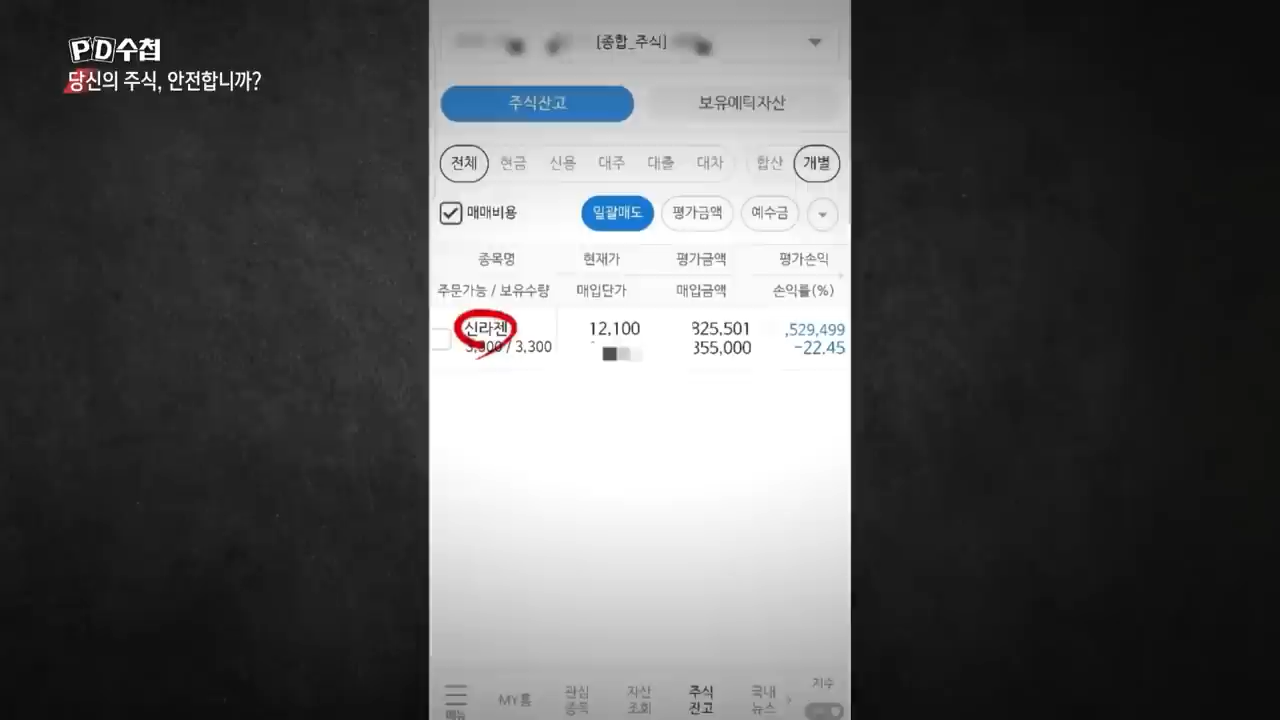 PD수첩
당신의 주식, 안전합니까?
[종합_주식]
주식잔고 보유예탁자산
전체 현금 신용 대주 대출 대차 합산 개별
매매비용 일괄매도 평가금액 예수금
종목명 현재가 평가금액 평가손익
주문가능 / 보유수량 매입단가 매입금액 손익률(%)
신라젠 12,100 825,501 ,529,499
3,300 / 3,300 355,000 -22.45
메뉴 MY홈 관심종목 자산조회 주식잔고 국내뉴스 지수